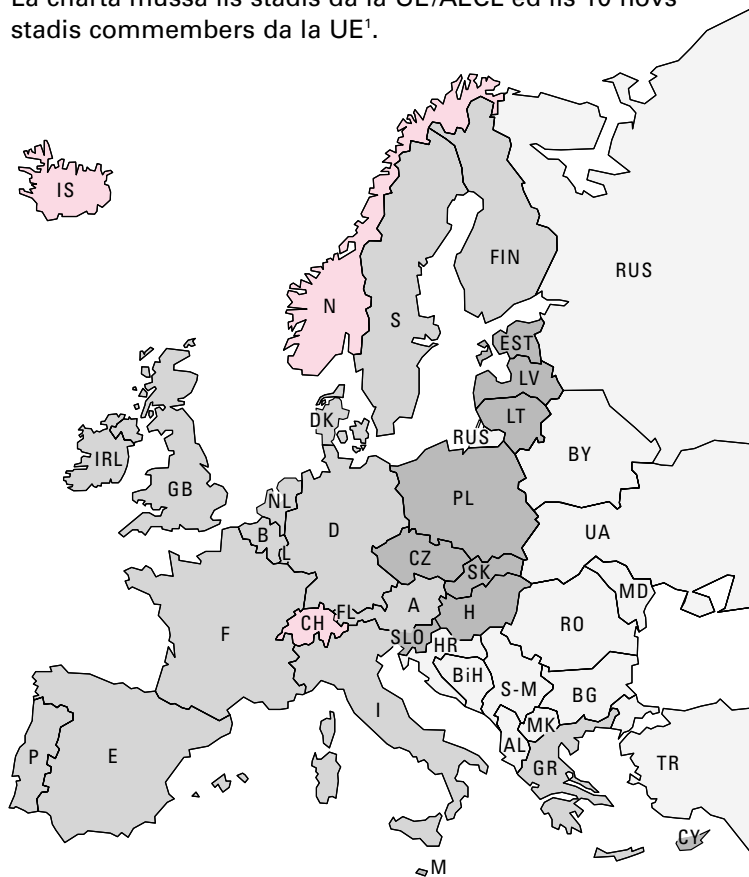 La charta mussa ils stadis da la UE/AECL ed ils 10 novs
stadis commembers da la UE¹.
IS
N
S
FIN
RUS
EST
LV
LT
RUS
BY
DK
IRL
GB
NL
B
D
PL
UA
CZ
SK
MD
F
CH
FL
A
H
RO
SLO
HR
BiH
S-M
BG
I
MK
AL
P
E
GR
TR
CY
M